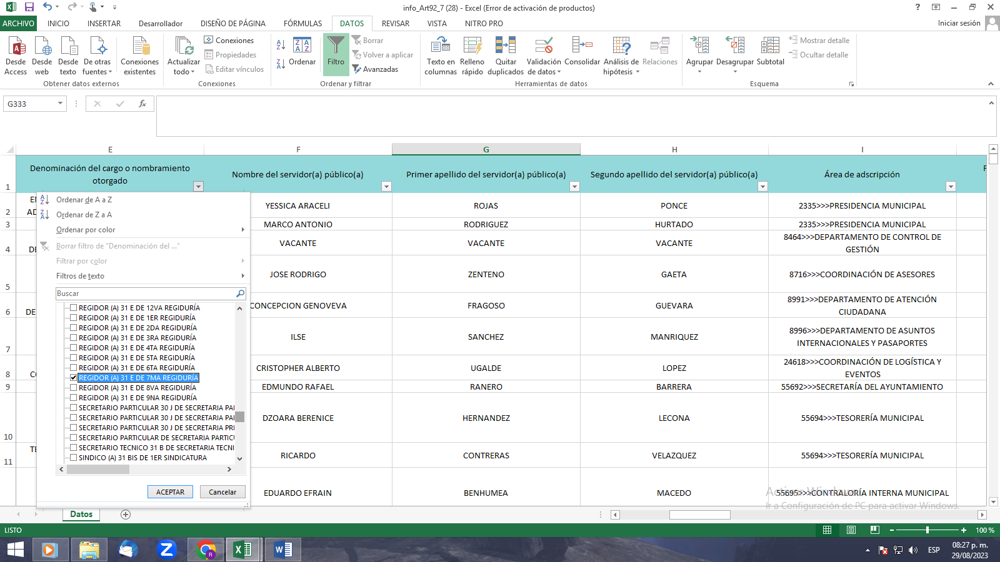 info_Art92_7 (28) - Excel (Error de activación de productos)
ARCHIVO INICIO INSERTAR Desarrollador DISEÑO DE PÁGINA FÓRMULAS DATOS REVISAR VISTA NITRO PRO Iniciar sesión
Desde Access
Desde web
Desde texto
De otras fuentes
Obtener datos externos
Conexiones existentes
Actualizar todo
Conexiones
Propiedades
Editar vínculos
Conexiones
Ordenar
Filtro
Borrar
Volver a aplicar
Avanzadas
Ordenar y filtrar
Texto en columnas
Relleno rápido
Quitar duplicados
Validación de datos
Consolidar
Análisis de hipótesis
Relaciones
Herramientas de datos
Agrupar
Desagrupar
Subtotal
Mostrar detalle
Ocultar detalle
Esquema
G333
fx
E F G H I
1
Denominación del cargo o nombramiento
otorgado
Nombre del servidor(a) público(a)
Primer apellido del servidor(a) público(a)
Segundo apellido del servidor(a) público(a)
Área de adscripción
2 YESSICA ARACELI ROJAS PONCE 2335>>>PRESIDENCIA MUNICIPAL
3 MARCO ANTONIO RODRIGUEZ HURTADO 2335>>>PRESIDENCIA MUNICIPAL
4 DE VACANTE VACANTE VACANTE 8464>>>DEPARTAMENTO DE CONTROL DE
GESTIÓN
5 JOSE RODRIGO ZENTENO GAETA 8716>>>COORDINACIÓN DE ASESORES
6 DE CONCEPCION GENOVEVA FRAGOSO GUEVARA 8991>>>DEPARTAMENTO DE ATENCIÓN
CIUDADANA
7 ILSE SANCHEZ MANRIQUEZ 8996>>>DEPARTAMENTO DE ASUNTOS
INTERNACIONALES Y PASAPORTES
8 CRISTOPHER ALBERTO UGALDE LOPEZ 24618>>>COORDINACIÓN DE LOGÍSTICA Y
EVENTOS
9 EDMUNDO RAFAEL RANERO BARRERA 55692>>>SECRETARÍA DEL AYUNTAMIENTO
10 DZOARA BERENICE HERNANDEZ LECONA 55694>>>TESORERÍA MUNICIPAL
11 RICARDO CONTRERAS VELAZQUEZ 55694>>>TESORERÍA MUNICIPAL
EDUARDO EFRAIN BENHUMEA MACEDO 55695>>>CONTRALORÍA INTERNA MUNICIPAL
Ordenar de A a Z
Ordenar de Z a A
Ordenar por color
Borrar filtro de "Denominación del ..."
Filtrar por color
Filtros de texto
Buscar
REGIDOR (A) 31 E DE 12VA REGIDURÍA
REGIDOR (A) 31 E DE 1ER REGIDURÍA
REGIDOR (A) 31 E DE 2DA REGIDURÍA
REGIDOR (A) 31 E DE 3RA REGIDURÍA
REGIDOR (A) 31 E DE 4TA REGIDURÍA
REGIDOR (A) 31 E DE 5TA REGIDURÍA
REGIDOR (A) 31 E DE 6TA REGIDURÍA
REGIDOR (A) 31 E DE 7MA REGIDURÍA
REGIDOR (A) 31 E DE 8VA REGIDURÍA
REGIDOR (A) 31 E DE 9NA REGIDURÍA
SECRETARIO PARTICULAR 30 J DE SECRETARIA PA
SECRETARIO PARTICULAR 30 J DE SECRETARIA PA
SECRETARIO PARTICULAR 30 J DE SECRETARIA PRI
SECRETARIO PARTICULAR DE SECRETARIA PARTICU
SECRETARIO TECNICO 31 B DE SECRETARIA TECNI
SINDICO (A) 31 BIS DE 1ER SINDICATURA
ACEPTAR Cancelar
Activar Windows
Ir a Configuración de PC para activar Windows.
Datos
LISTO 100 %
ESP
08:27 p. m.
29/08/2023